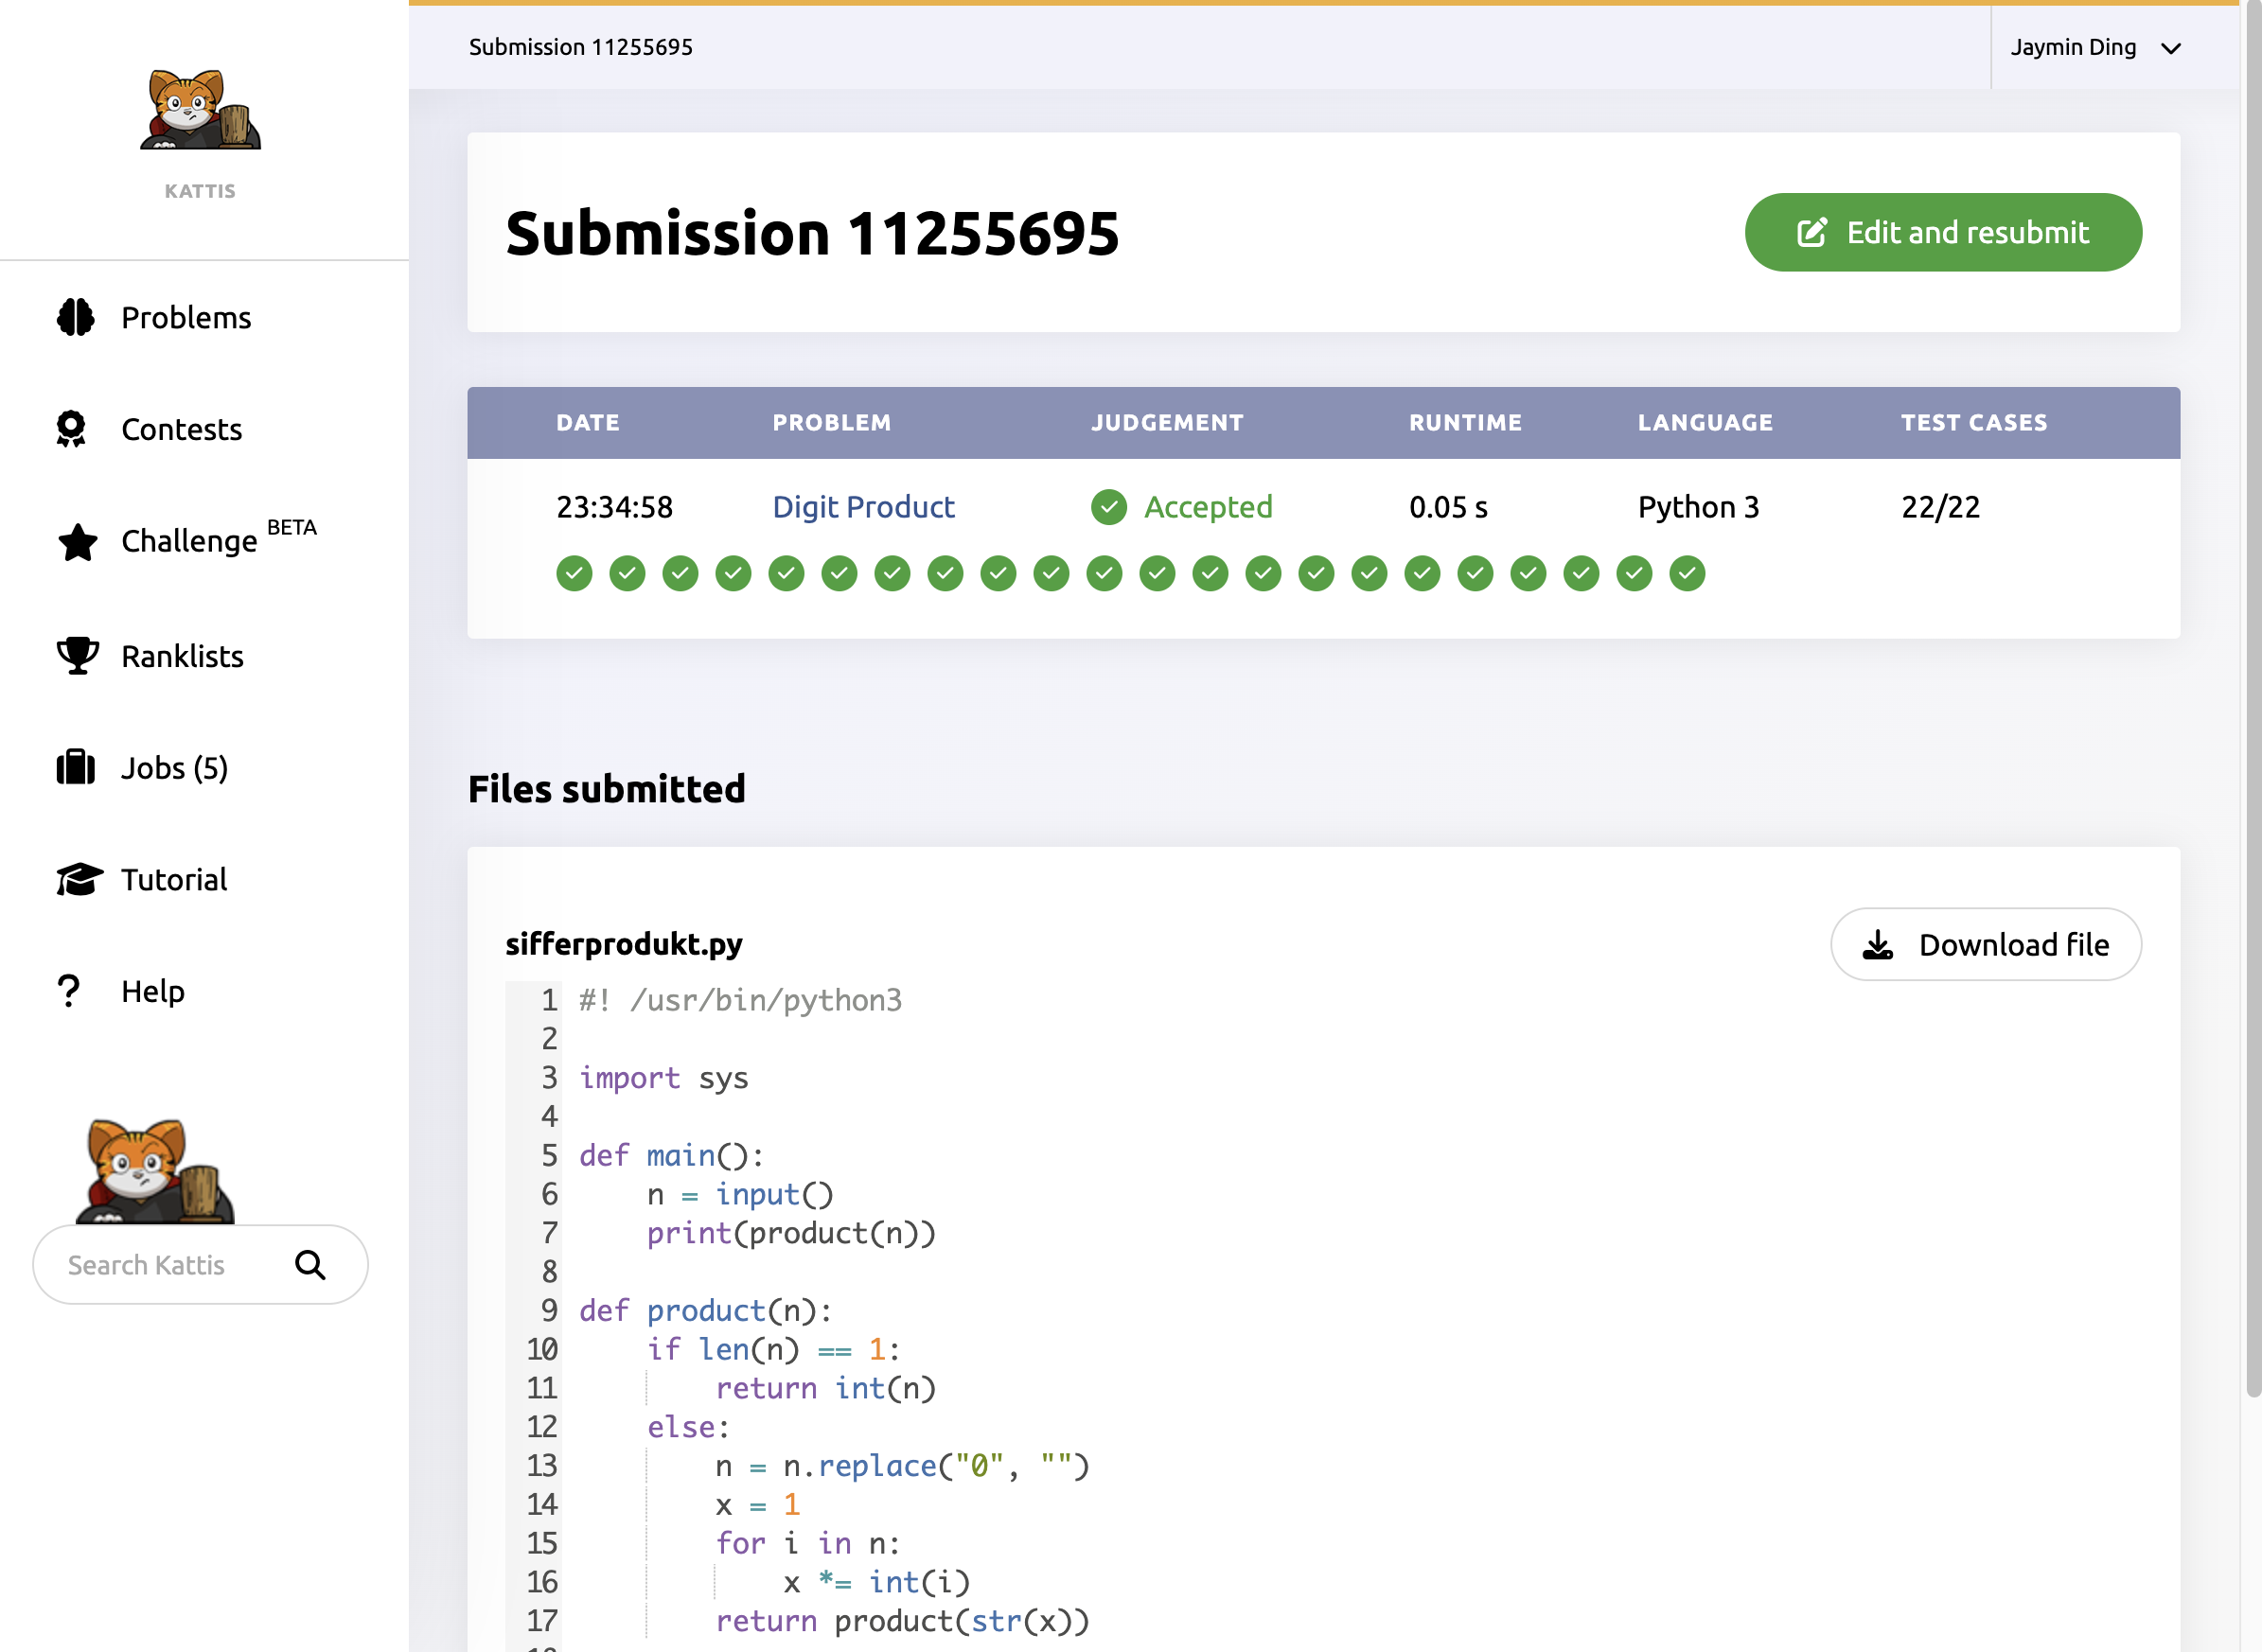 Submission 11255695
Jaymin Ding
KATTIS
Submission 11255695
Edit and resubmit
Problems
Contests
Challenge BETA
Ranklists
Jobs (5)
Tutorial
Help
Search Kattis
DATE PROBLEM JUDGEMENT RUNTIME LANGUAGE TEST CASES
23:34:58 Digit Product Accepted 0.05 s Python 3 22/22
Files submitted
sifferprodukt.py
Download file
1 #! /usr/bin/python3
2
3 import sys
4
5 def main():
6     n = input()
7     print(product(n))
8
9 def product(n):
10     if len(n) == 1:
11         return int(n)
12     else:
13         n = n.replace("0", "")
14         x = 1
15         for i in n:
16             x *= int(i)
17         return product(str(x))